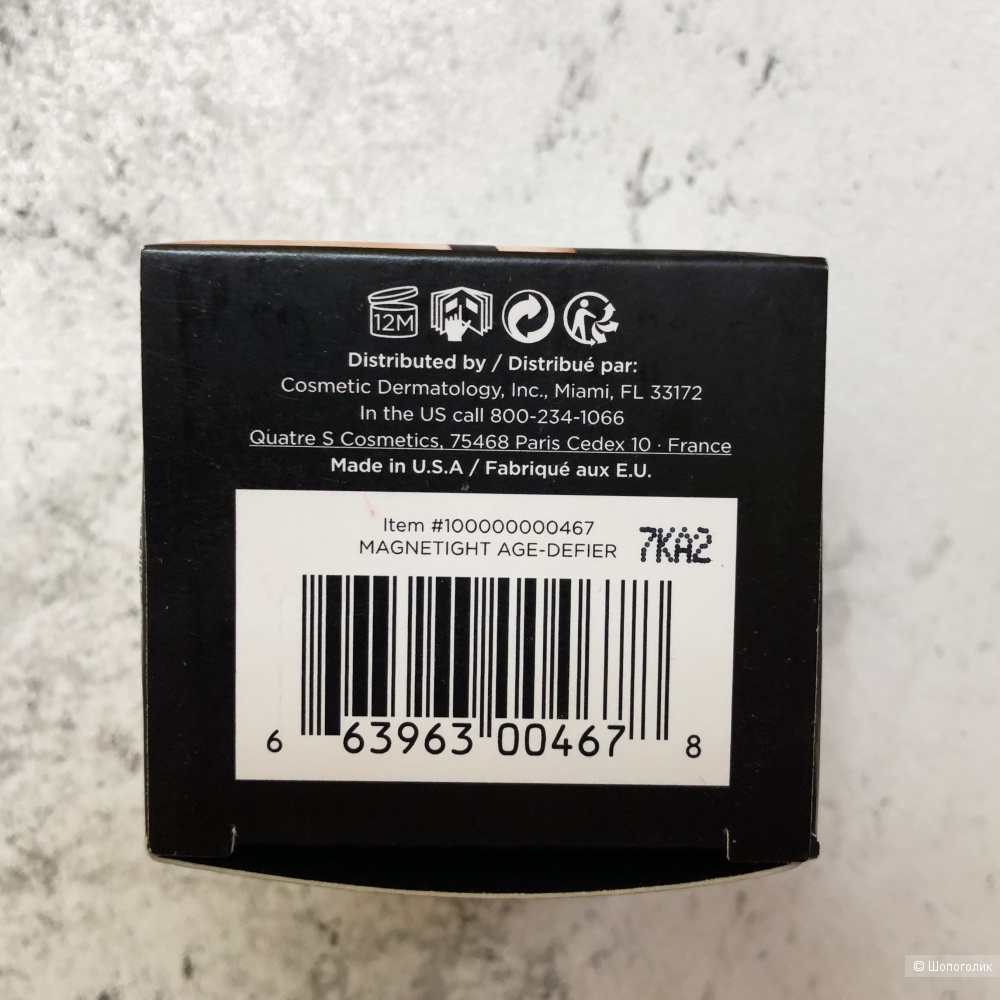 12M
Distributed by / Distribué par:
Cosmetic Dermatology, Inc., Miami, FL 33172
In the US call 800-234-1066
Quatre S Cosmetics, 75468 Paris Cedex 10 · France
Made in U.S.A / Fabriqué aux E.U.
Item #100000000467
MAGNETIGHT AGE-DEFIER
7KA2
6 63963 00467 8
© Шопоголик